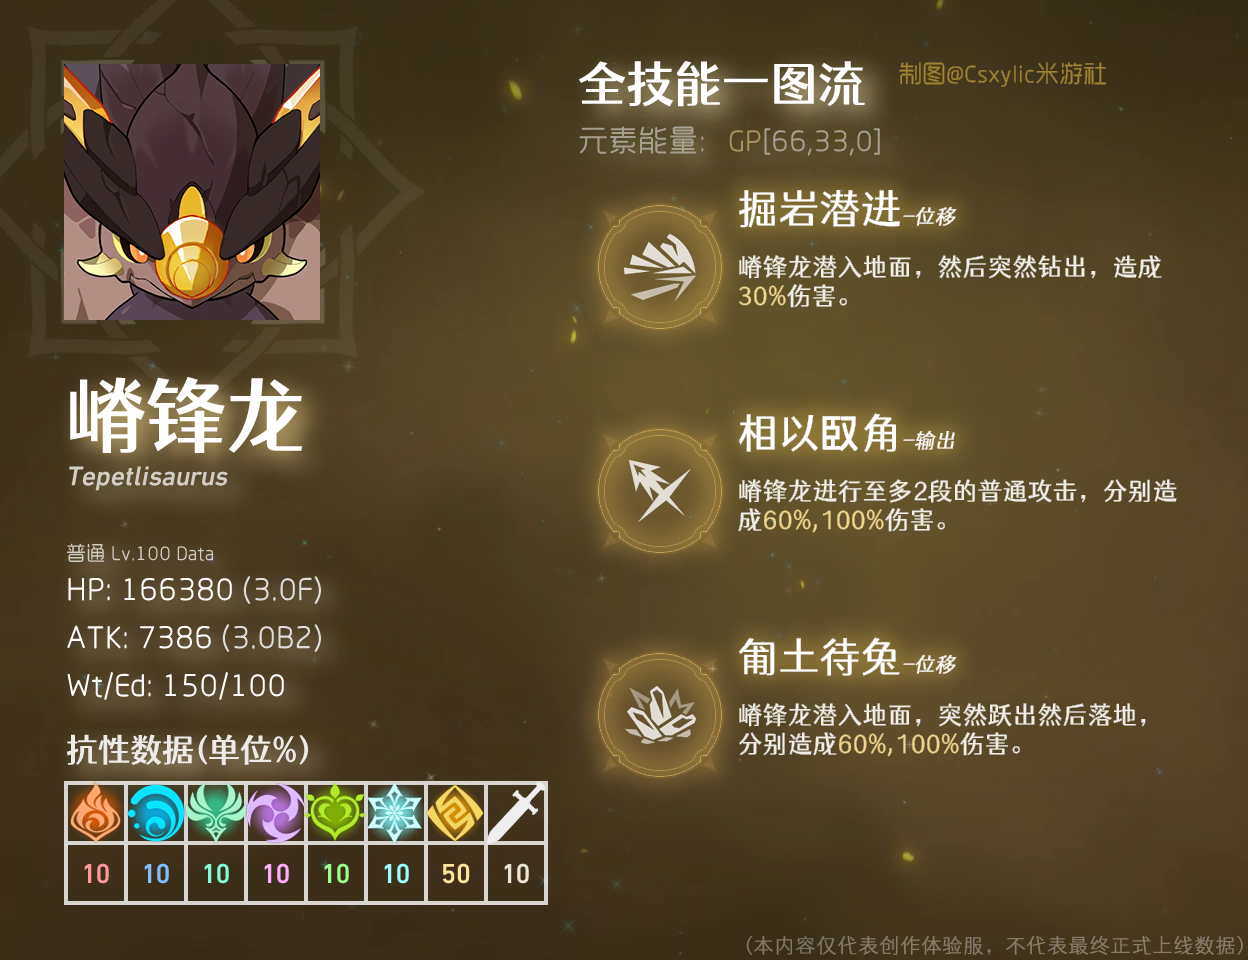 全技能一图流
制图@Csxylic米游社
元素能量: GP[66,33,0]
掘岩潜进-位移
嵴锋龙潜入地面，然后突然钻出，造成
30%伤害。
嵴锋龙
Tepetlisaurus
相以驭角-输出
嵴锋龙进行至多2段的普通攻击，分别造
成60%,100%伤害。
普通 Lv.100 Data
HP: 166380 (3.0F)
ATK: 7386 (3.0B2)
Wt/Ed: 150/100
匍土待兔-位移
嵴锋龙潜入地面，突然跃出然后落地，
分别造成60%,100%伤害。
抗性数据(单位%)
10 10 10 10 10 10 50 10
(本内容仅代表创作体验服，不代表最终正式上线数据)